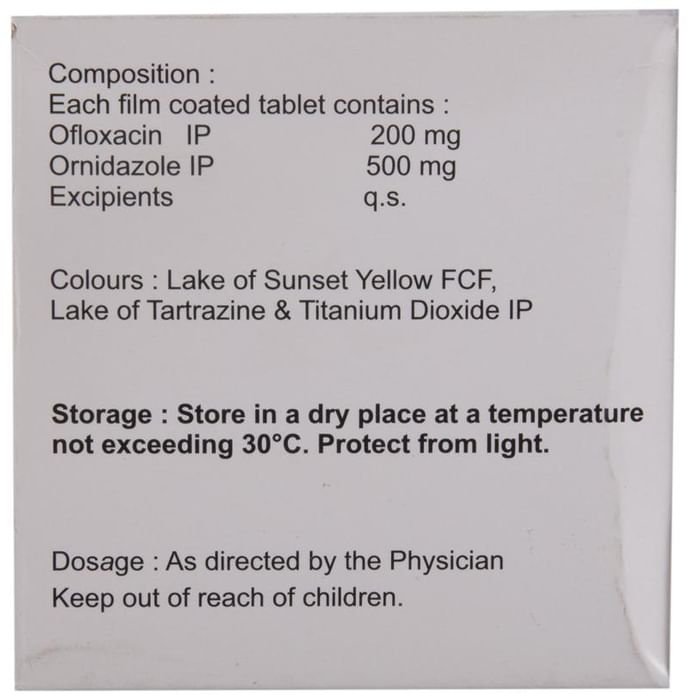 Composition :
Each film coated tablet contains :
Ofloxacin IP 200 mg
Ornidazole IP 500 mg
Excipients q.s.
Colours : Lake of Sunset Yellow FCF,
Lake of Tartrazine & Titanium Dioxide IP
Storage : Store in a dry place at a temperature
not exceeding 30°C. Protect from light.
Dosage : As directed by the Physician
Keep out of reach of children.